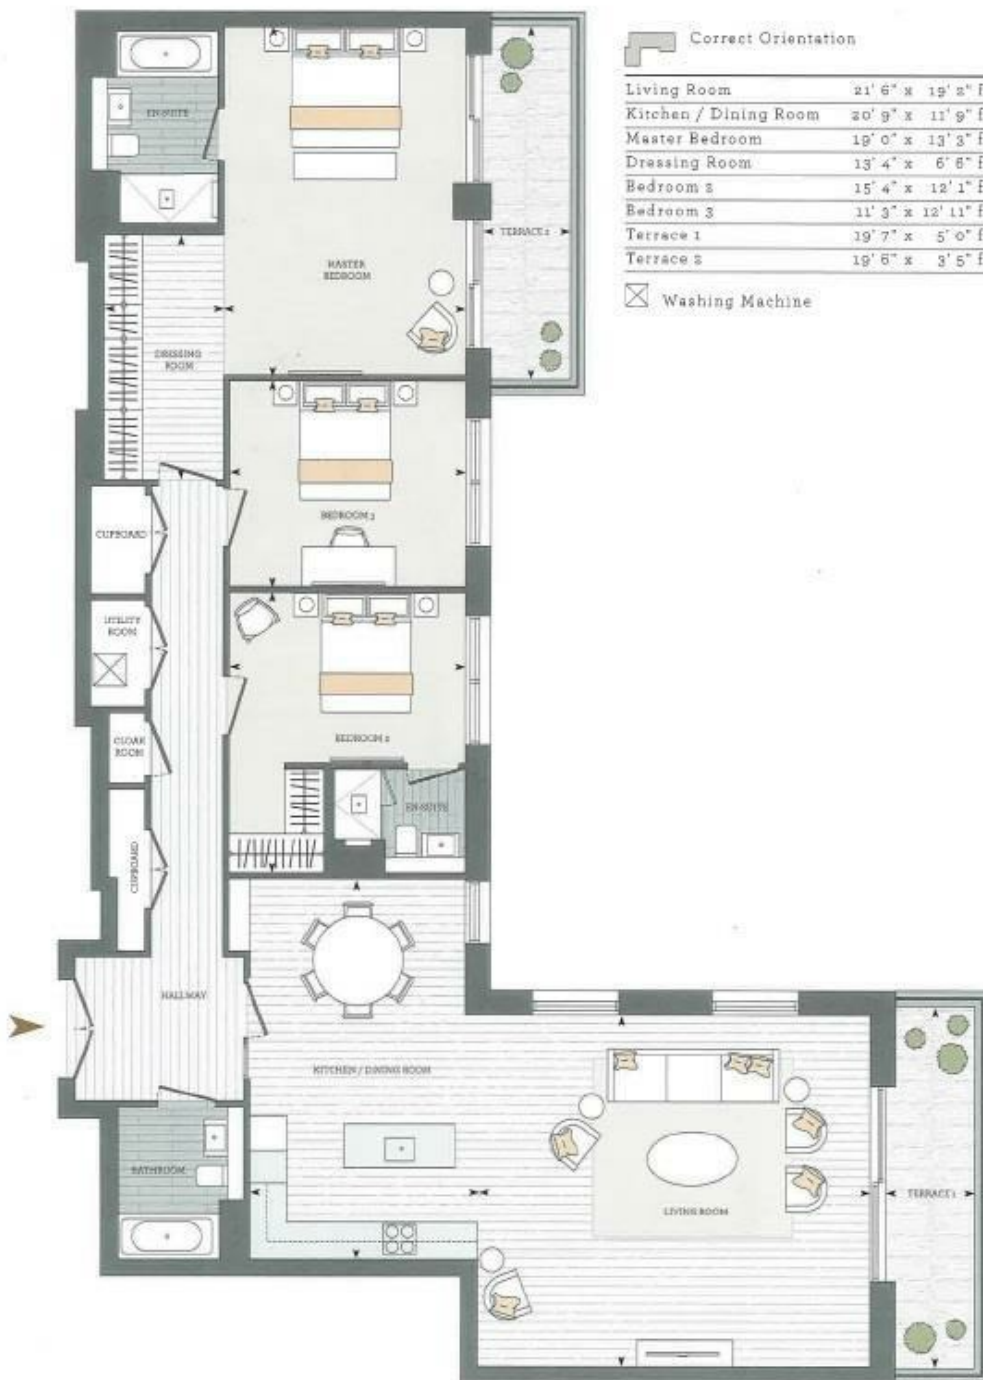 Correct Orientation
Living Room 21' 6" x 19' 2" f
Kitchen / Dining Room 20' 9" x 11' 9" f
Master Bedroom 19' 0" x 13' 3" f
Dressing Room 13' 4" x 6' 6" f
Bedroom 2 15' 4" x 12' 1" f
Bedroom 3 11' 3" x 12' 11" f
Terrace 1 19' 7" x 5' 0" f
Terrace 2 19' 6" x 3' 5" f
Washing Machine
EN-SUITE
TERRACE 2
MASTER
BEDROOM
DRESSING
ROOM
BEDROOM 3
CUPBOARD
UTILITY
ROOM
CLOAK
ROOM
BEDROOM 2
EN-SUITE
CUPBOARD
HALLWAY
KITCHEN / DINING ROOM
BATHROOM
LIVING ROOM
TERRACE 1